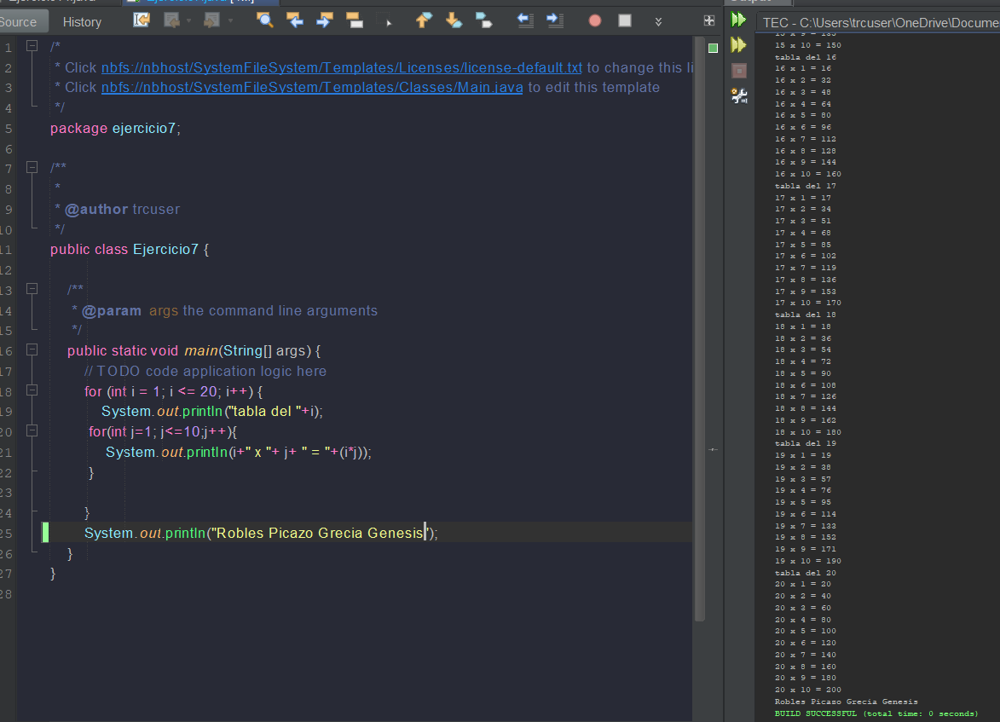 Source History
1 /*
2 * Click nbfs://nbhost/SystemFileSystem/Templates/Licenses/license-default.txt to change this li
3 * Click nbfs://nbhost/SystemFileSystem/Templates/Classes/Main.java to edit this template
4 */
5 package ejercicio7;
6
7 /**
8 *
9 * @author trcuser
10 */
11 public class Ejercicio7 {
12
13 /**
14 * @param args the command line arguments
15 */
16 public static void main(String[] args) {
17 // TODO code application logic here
18 for (int i = 1; i <= 20; i++) {
19 System.out.println("tabla del "+i);
20 for(int j=1; j<=10;j++){
21 System.out.println(i+" x "+ j+ " = "+(i*j));
22 }
23
24 }
25 System.out.println("Robles Picazo Grecia Genesis");
26 }
27 }
28
TEC - C:\Users\trcuser\OneDrive\Docume
15 x 9 = 135
15 x 10 = 150
tabla del 16
16 x 1 = 16
16 x 2 = 32
16 x 3 = 48
16 x 4 = 64
16 x 5 = 80
16 x 6 = 96
16 x 7 = 112
16 x 8 = 128
16 x 9 = 144
16 x 10 = 160
tabla del 17
17 x 1 = 17
17 x 2 = 34
17 x 3 = 51
17 x 4 = 68
17 x 5 = 85
17 x 6 = 102
17 x 7 = 119
17 x 8 = 136
17 x 9 = 153
17 x 10 = 170
tabla del 18
18 x 1 = 18
18 x 2 = 36
18 x 3 = 54
18 x 4 = 72
18 x 5 = 90
18 x 6 = 108
18 x 7 = 126
18 x 8 = 144
18 x 9 = 162
18 x 10 = 180
tabla del 19
19 x 1 = 19
19 x 2 = 38
19 x 3 = 57
19 x 4 = 76
19 x 5 = 95
19 x 6 = 114
19 x 7 = 133
19 x 8 = 152
19 x 9 = 171
19 x 10 = 190
tabla del 20
20 x 1 = 20
20 x 2 = 40
20 x 3 = 60
20 x 4 = 80
20 x 5 = 100
20 x 6 = 120
20 x 7 = 140
20 x 8 = 160
20 x 9 = 180
20 x 10 = 200
Robles Picazo Grecia Genesis
BUILD SUCCESSFUL (total time: 0 seconds)